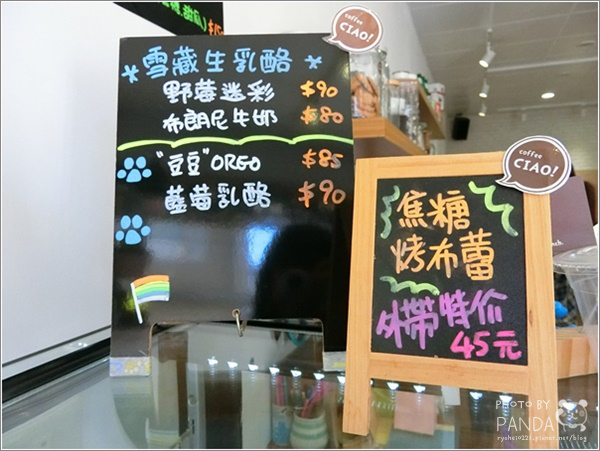 coffee
CIAO!
*雪藏生乳酪*
野莓迷彩 $90
布朗尼牛奶 $80
"豆豆"OREO $85
藍莓乳酪 $90
coffee
CIAO!
焦糖
烤布蕾
外帶特价
45元
PHOTO BY
PANDA